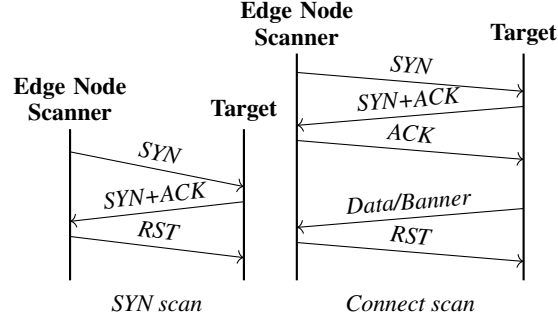 Edge Node
Scanner
Target
SYN
SYN+ACK
RST
SYN scan
Edge Node
Scanner
Target
SYN
SYN+ACK
ACK
Data/Banner
RST
Connect scan